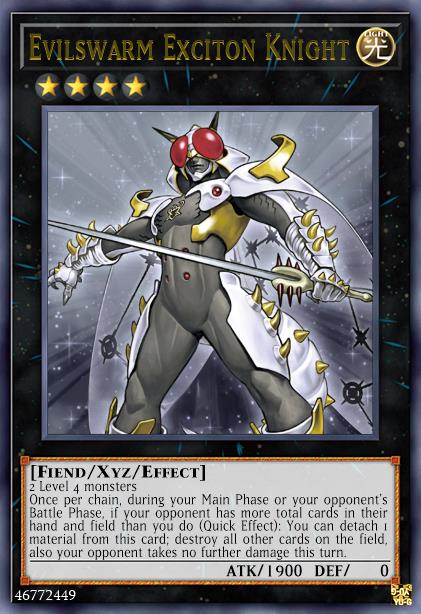 EVILSWARM EXCITON KNIGHT
LIGHT
光
[FIEND/XYZ/EFFECT]
2 Level 4 monsters
Once per chain, during your Main Phase or your opponent's
Battle Phase, if your opponent has more total cards in their
hand and field than you do (Quick Effect): You can detach 1
material from this card; destroy all other cards on the field,
also your opponent takes no further damage this turn.
ATK/1900 DEF/ 0
46772449